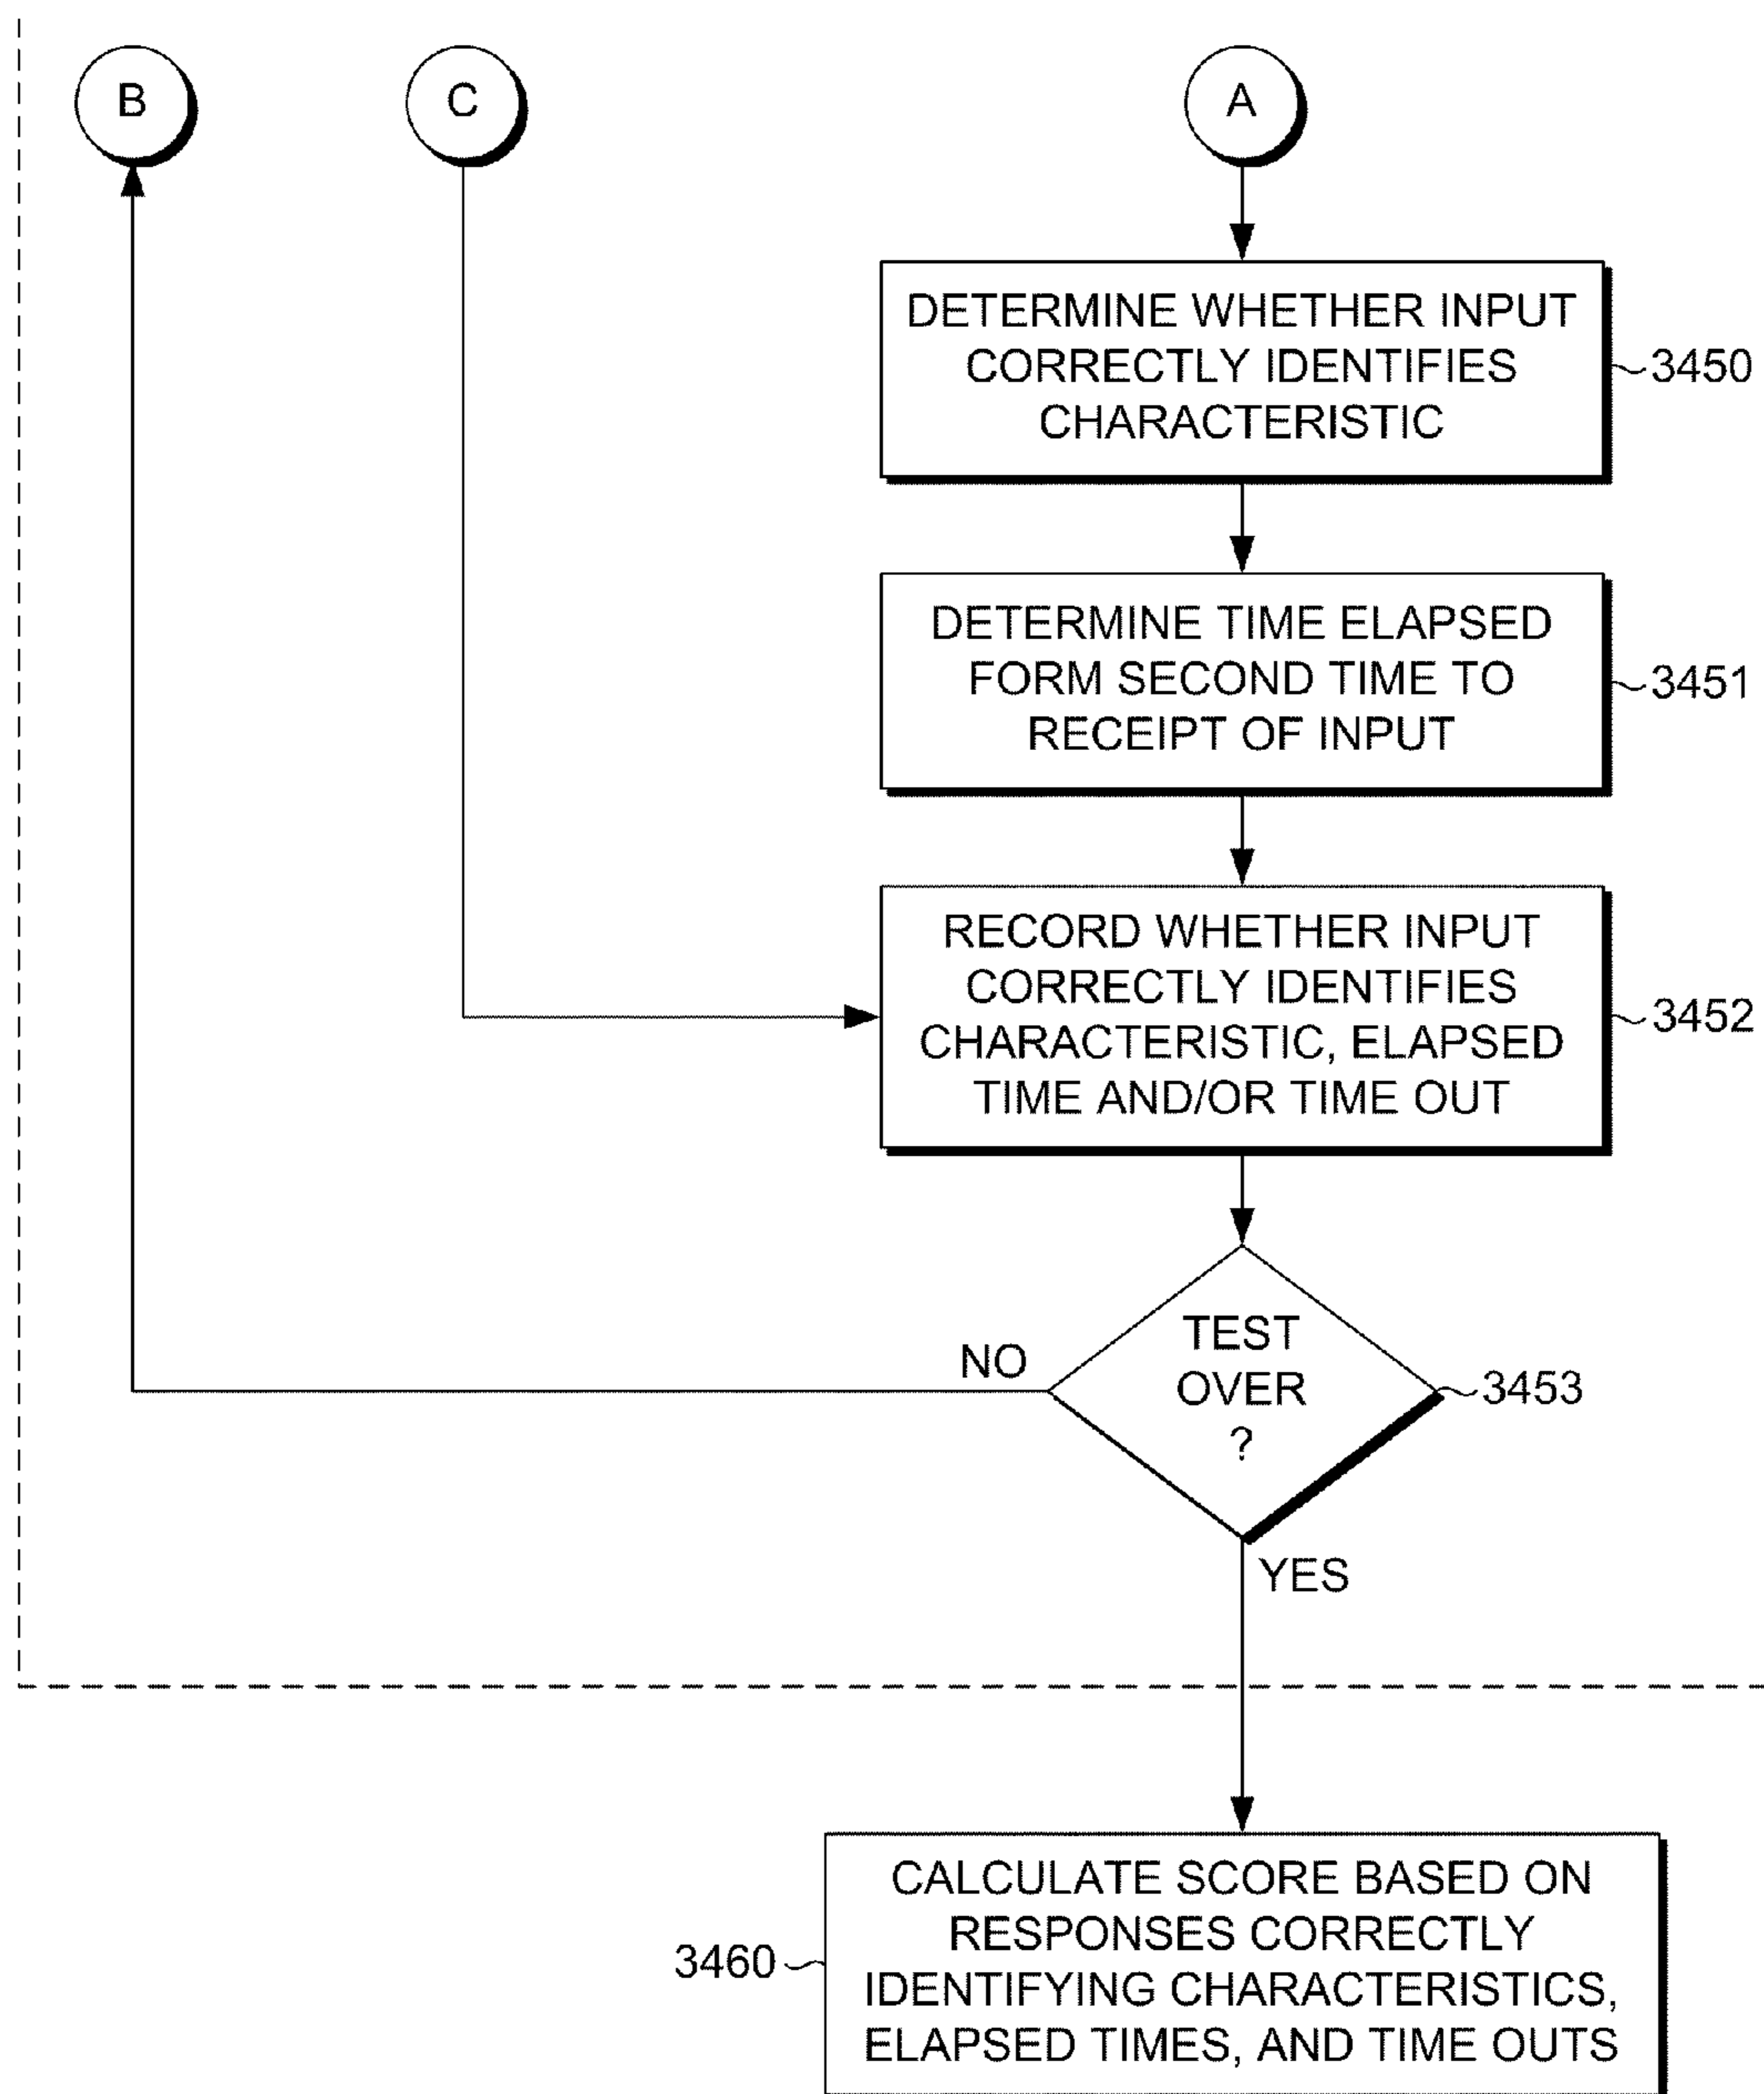 B
C
A
DETERMINE WHETHER INPUT
CORRECTLY IDENTIFIES
CHARACTERISTIC
3450
DETERMINE TIME ELAPSED
FORM SECOND TIME TO
RECEIPT OF INPUT
3451
RECORD WHETHER INPUT
CORRECTLY IDENTIFIES
CHARACTERISTIC, ELAPSED
TIME AND/OR TIME OUT
3452
TEST
OVER
?
NO
3453
YES
CALCULATE SCORE BASED ON
RESPONSES CORRECTLY
IDENTIFYING CHARACTERISTICS,
ELAPSED TIMES, AND TIME OUTS
3460